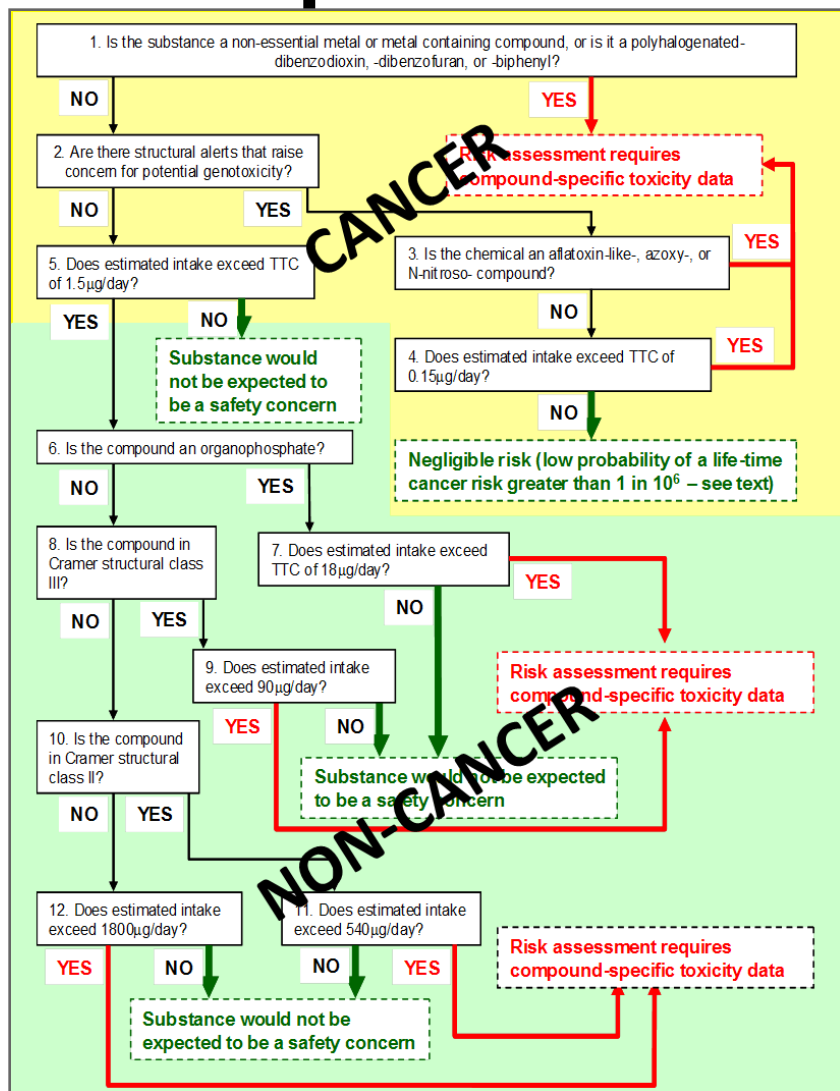 1. Is the substance a non-essential metal or metal containing compound, or is it a polyhalogenated-
dibenzodioxin, -dibenzofuran, or -biphenyl?
NO
YES
2. Are there structural alerts that raise
concern for potential genotoxicity?
Risk assessment requires
compound-specific toxicity data
CANCER
NO
YES
3. Is the chemical an aflatoxin-like-, azoxy-, or
N-nitroso- compound?
YES
5. Does estimated intake exceed TTC
of 1.5µg/day?
YES
NO
NO
4. Does estimated intake exceed TTC of
0.15µg/day?
YES
Substance would
not be expected to
be a safety concern
NO
6. Is the compound an organophosphate?
Negligible risk (low probability of a life-time
cancer risk greater than 1 in 10⁶ – see text)
NO
YES
8. Is the compound in
Cramer structural class
III?
7. Does estimated intake exceed
TTC of 18µg/day?
YES
NO
NO
YES
9. Does estimated intake
exceed 90µg/day?
Risk assessment requires
compound-specific toxicity data
YES
NO
10. Is the compound
in Cramer structural
class II?
Substance would not be expected
to be a safety concern
NON-CANCER
NO
YES
12. Does estimated intake
exceed 1800µg/day?
11. Does estimated intake
exceed 540µg/day?
YES
NO
NO
YES
Risk assessment requires
compound-specific toxicity data
Substance would not be
expected to be a safety concern